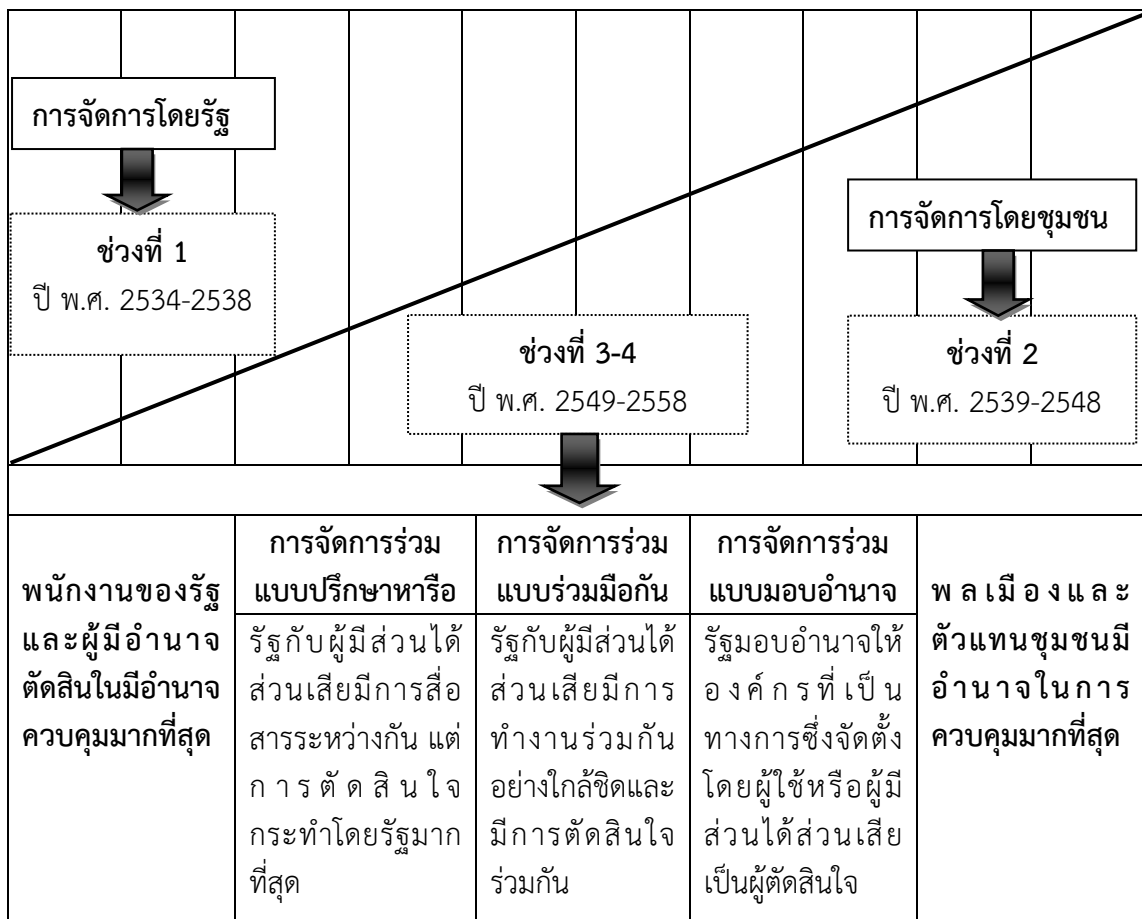 การจัดการโดยรัฐ
ช่วงที่ 1
ปี พ.ศ. 2534-2538
การจัดการโดยชุมชน
ช่วงที่ 3-4
ปี พ.ศ. 2549-2558
ช่วงที่ 2
ปี พ.ศ. 2539-2548
พนักงานของรัฐ
และผู้มีอำนาจ
ตัดสินในมีอำนาจ
ควบคุมมากที่สุด
การจัดการร่วม
แบบปรึกษาหารือ
รัฐกับผู้มีส่วนได้
ส่วนเสียมีการสื่อ
สารระหว่างกัน แต่
การตัดสินใจ
กระทำโดยรัฐมาก
ที่สุด
การจัดการร่วม
แบบร่วมมือกัน
รัฐกับผู้มีส่วนได้
ส่วนเสียมีการ
ทำงานร่วมกัน
อย่างใกล้ชิดและ
มีการตัดสินใจ
ร่วมกัน
การจัดการร่วม
แบบมอบอำนาจ
รัฐมอบอำนาจให้
องค์กรที่เป็น
ทางการซึ่งจัดตั้ง
โดยผู้ใช้หรือผู้มี
ส่วนได้ส่วนเสีย
เป็นผู้ตัดสินใจ
พลเมืองและ
ตัวแทนชุมชนมี
อำนาจในการ
ควบคุมมากที่สุด